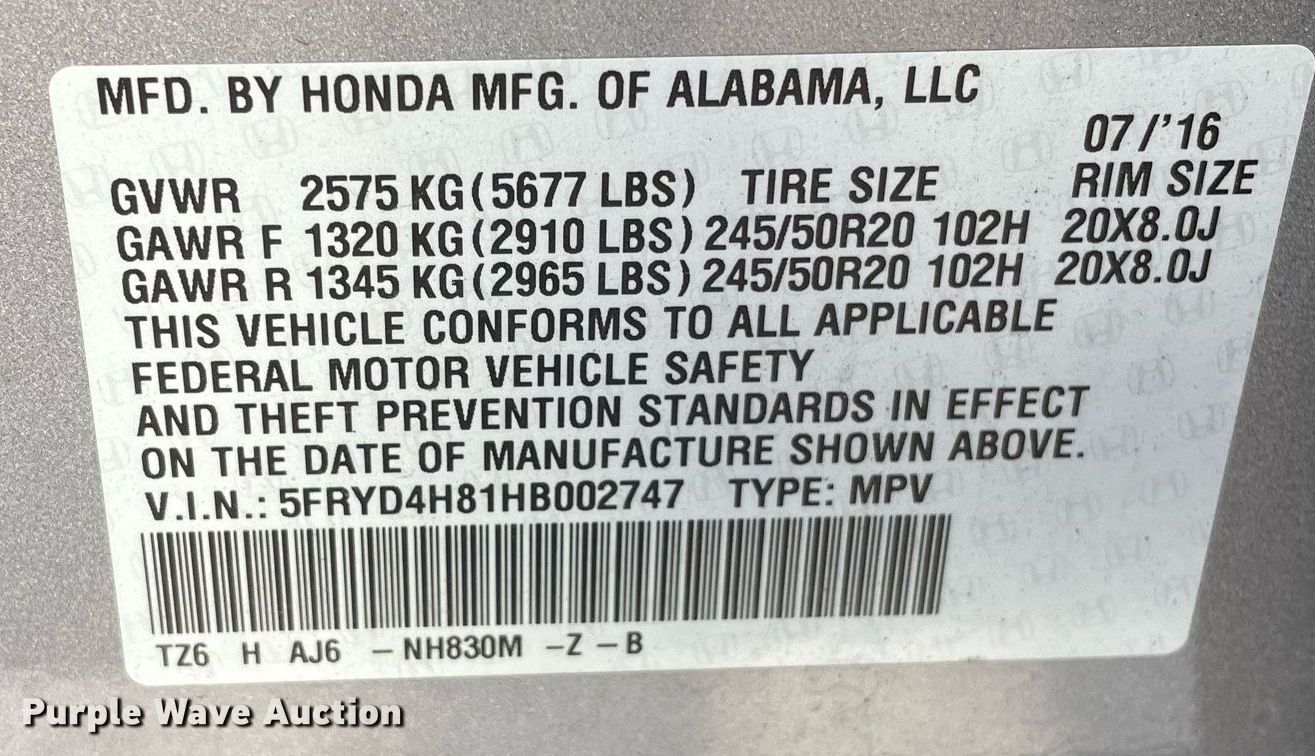 MFD. BY HONDA MFG. OF ALABAMA, LLC
07/'16
GVWR 2575 KG(5677 LBS) TIRE SIZE RIM SIZE
GAWR F 1320 KG(2910 LBS) 245/50R20 102H 20X8.0J
GAWR R 1345 KG(2965 LBS) 245/50R20 102H 20X8.0J
THIS VEHICLE CONFORMS TO ALL APPLICABLE
FEDERAL MOTOR VEHICLE SAFETY
AND THEFT PREVENTION STANDARDS IN EFFECT
ON THE DATE OF MANUFACTURE SHOWN ABOVE.
V.I.N.: 5FRYD4H81HB002747 TYPE: MPV
TZ6 H AJ6 - NH830M - Z - B
Purple Wave Auction